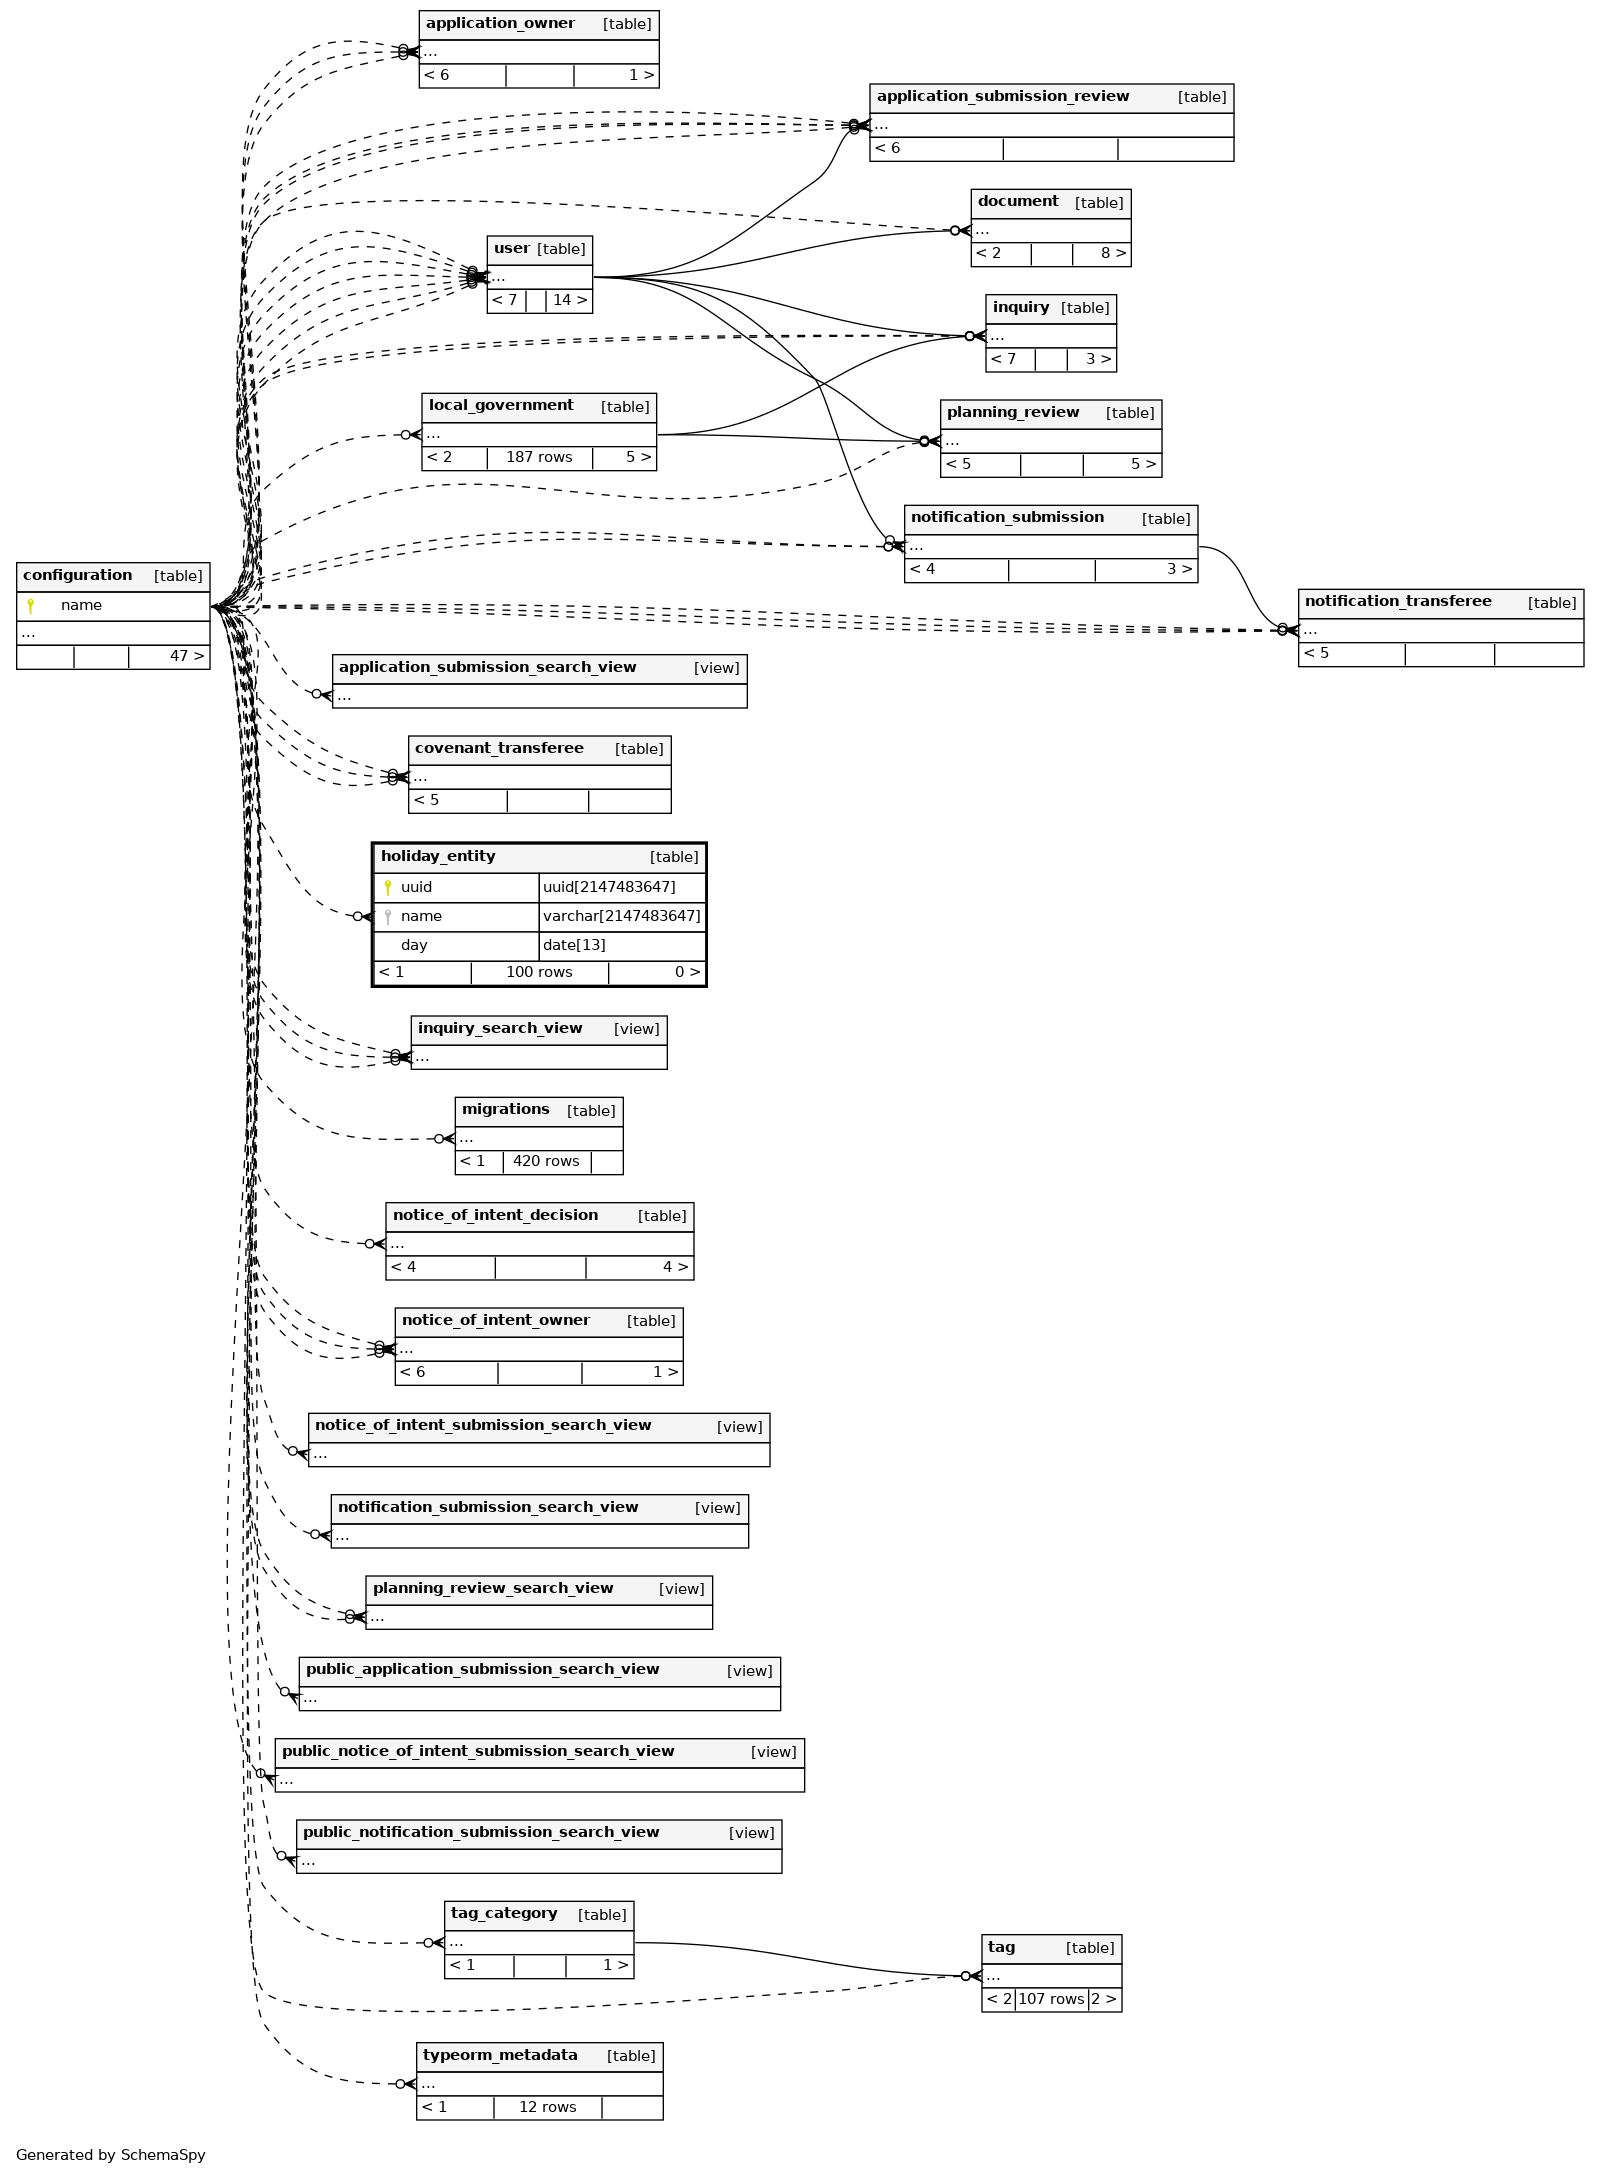 application_owner [table]
...
< 6 1 >
application_submission_review [table]
...
< 6
document [table]
...
< 2 8 >
user [table]
...
< 7 14 >
inquiry [table]
...
< 7 3 >
local_government [table]
...
< 2 187 rows 5 >
planning_review [table]
...
< 5 5 >
notification_submission [table]
...
< 4 3 >
configuration [table]
name
...
47 >
notification_transferee [table]
...
< 5
application_submission_search_view [view]
...
covenant_transferee [table]
...
< 5
holiday_entity [table]
uuid uuid[2147483647]
name varchar[2147483647]
day date[13]
< 1 100 rows 0 >
inquiry_search_view [view]
...
migrations [table]
...
< 1 420 rows
notice_of_intent_decision [table]
...
< 4 4 >
notice_of_intent_owner [table]
...
< 6 1 >
notice_of_intent_submission_search_view [view]
...
notification_submission_search_view [view]
...
planning_review_search_view [view]
...
public_application_submission_search_view [view]
...
public_notice_of_intent_submission_search_view [view]
...
public_notification_submission_search_view [view]
...
tag_category [table]
...
< 1 1 >
tag [table]
...
< 2 107 rows 2 >
typeorm_metadata [table]
...
< 1 12 rows
Generated by SchemaSpy